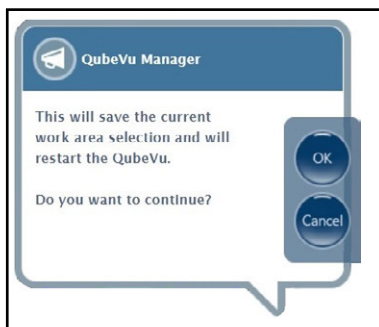 QubeVu Manager
This will save the current
work area selection and will
restart the QubeVu.
Do you want to continue?
OK
Cancel